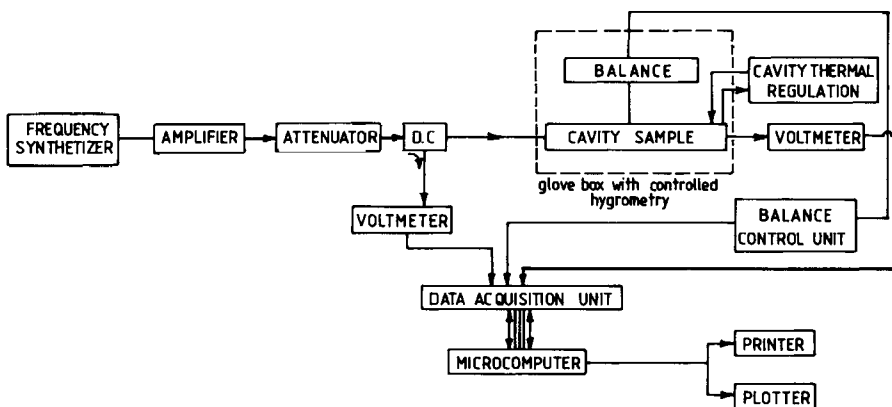 BALANCE
CAVITY THERMAL
REGULATION
FREQUENCY
SYNTHETIZER
AMPLIFIER
ATTENUATOR
D.C
CAVITY SAMPLE
VOLTMETER
glove box with controlled
hygrometry
VOLTMETER
BALANCE
CONTROL UNIT
DATA ACQUISITION UNIT
MICROCOMPUTER
PRINTER
PLOTTER